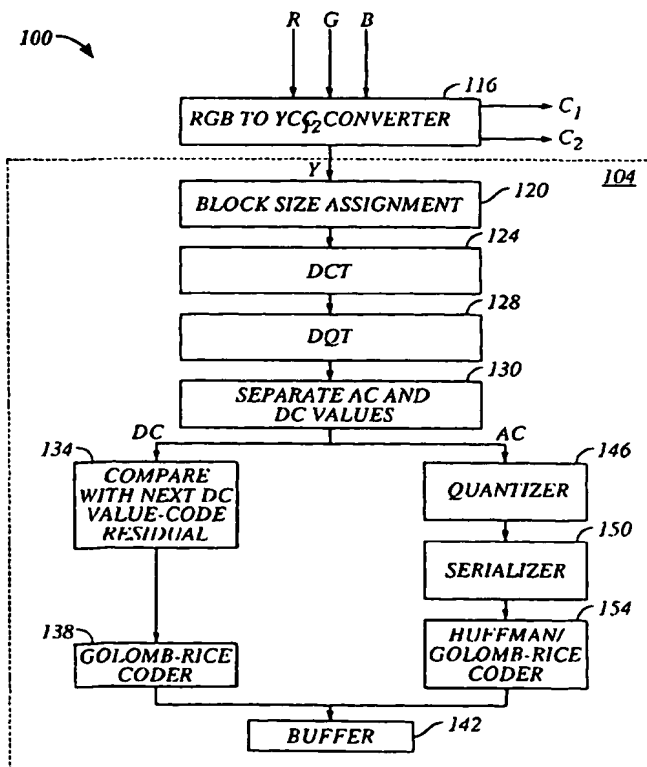 R G B
100
116
RGB TO YCC12 CONVERTER
C1
C2
Y
104
BLOCK SIZE ASSIGNMENT
120
124
DCT
128
DQT
130
SEPARATE AC AND
DC VALUES
DC
AC
134
COMPARE
WITH NEXT DC
VALUE-CODE
RESIDUAL
146
QUANTIZER
150
SERIALIZER
138
GOLOMB-RICE
CODER
154
HUFFMAN/
GOLOMB-RICE
CODER
142
BUFFER